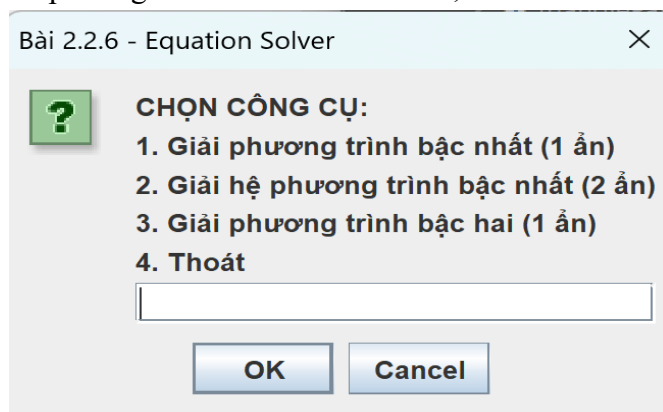 Bài 2.2.6 - Equation Solver
CHỌN CÔNG CỤ:
1. Giải phương trình bậc nhất (1 ẩn)
2. Giải hệ phương trình bậc nhất (2 ẩn)
3. Giải phương trình bậc hai (1 ẩn)
4. Thoát
OK Cancel